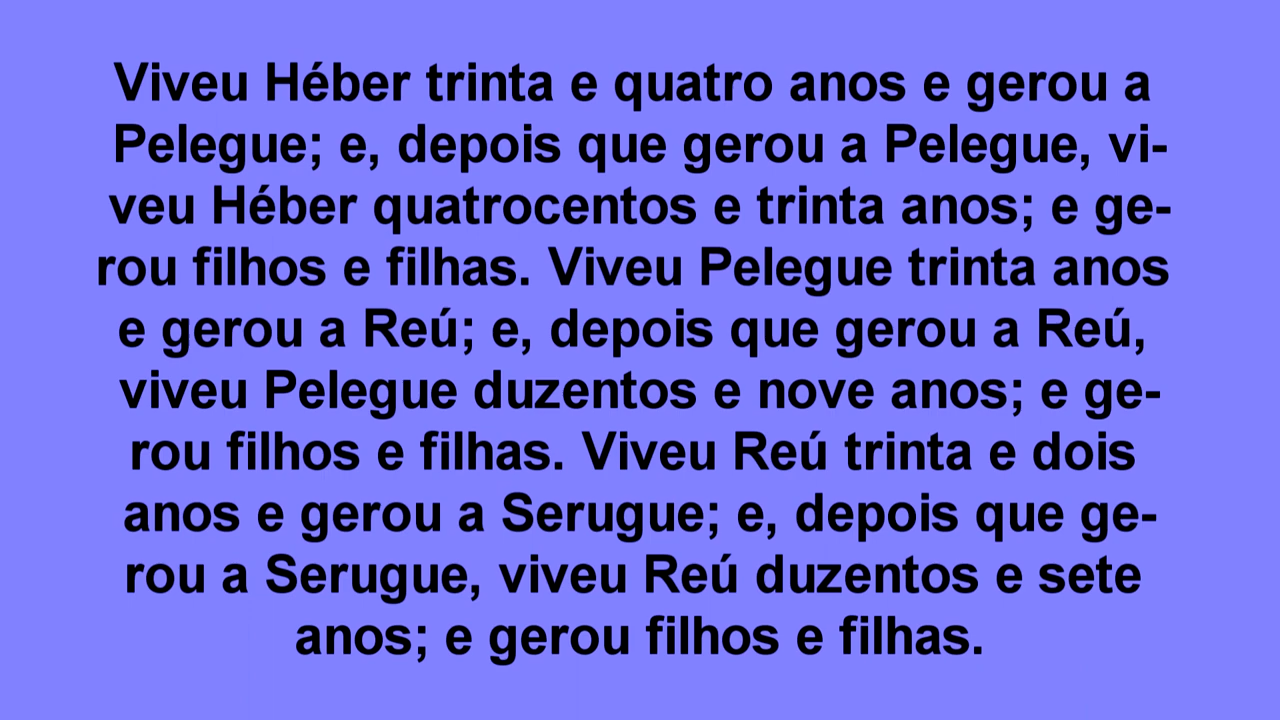 Viveu Héber trinta e quatro anos e gerou a
Pelegue; e, depois que gerou a Pelegue, vi-
veu Héber quatrocentos e trinta anos; e ge-
rou filhos e filhas. Viveu Pelegue trinta anos
e gerou a Reú; e, depois que gerou a Reú,
viveu Pelegue duzentos e nove anos; e ge-
rou filhos e filhas. Viveu Reú trinta e dois
anos e gerou a Serugue; e, depois que ge-
rou a Serugue, viveu Reú duzentos e sete
anos; e gerou filhos e filhas.